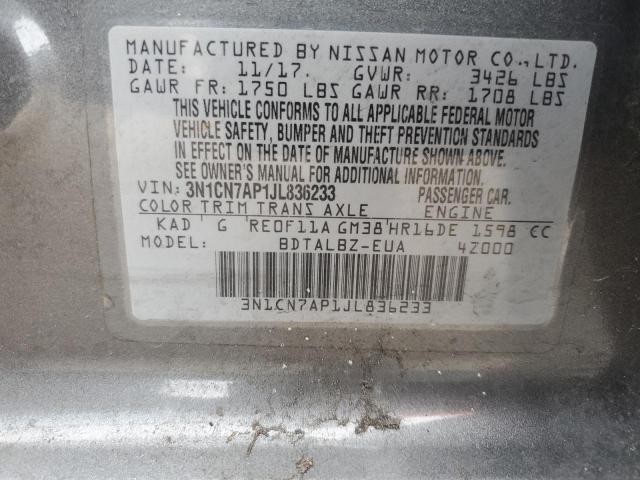 MANUFACTURED BY NISSAN MOTOR CO., LTD.
DATE: 11/17. GVWR: 3426 LBS
GAWR FR: 1750 LBS GAWR RR: 1708 LBS
THIS VEHICLE CONFORMS TO ALL APPLICABLE FEDERAL MOTOR
VEHICLE SAFETY, BUMPER AND THEFT PREVENTION STANDARDS
IN EFFECT ON THE DATE OF MANUFACTURE SHOWN ABOVE.
SEE OWNER'S MANUAL FOR ADDITIONAL INFORMATION.
VIN: 3N1CN7AP1JL836233 PASSENGER CAR.
COLOR TRIM TRANS AXLE ENGINE
KAD G RE0F11A GM38 HR16DE 1598 CC
MODEL: BDTALBZ-EUA 4Z000
3N1CN7AP1JL836233